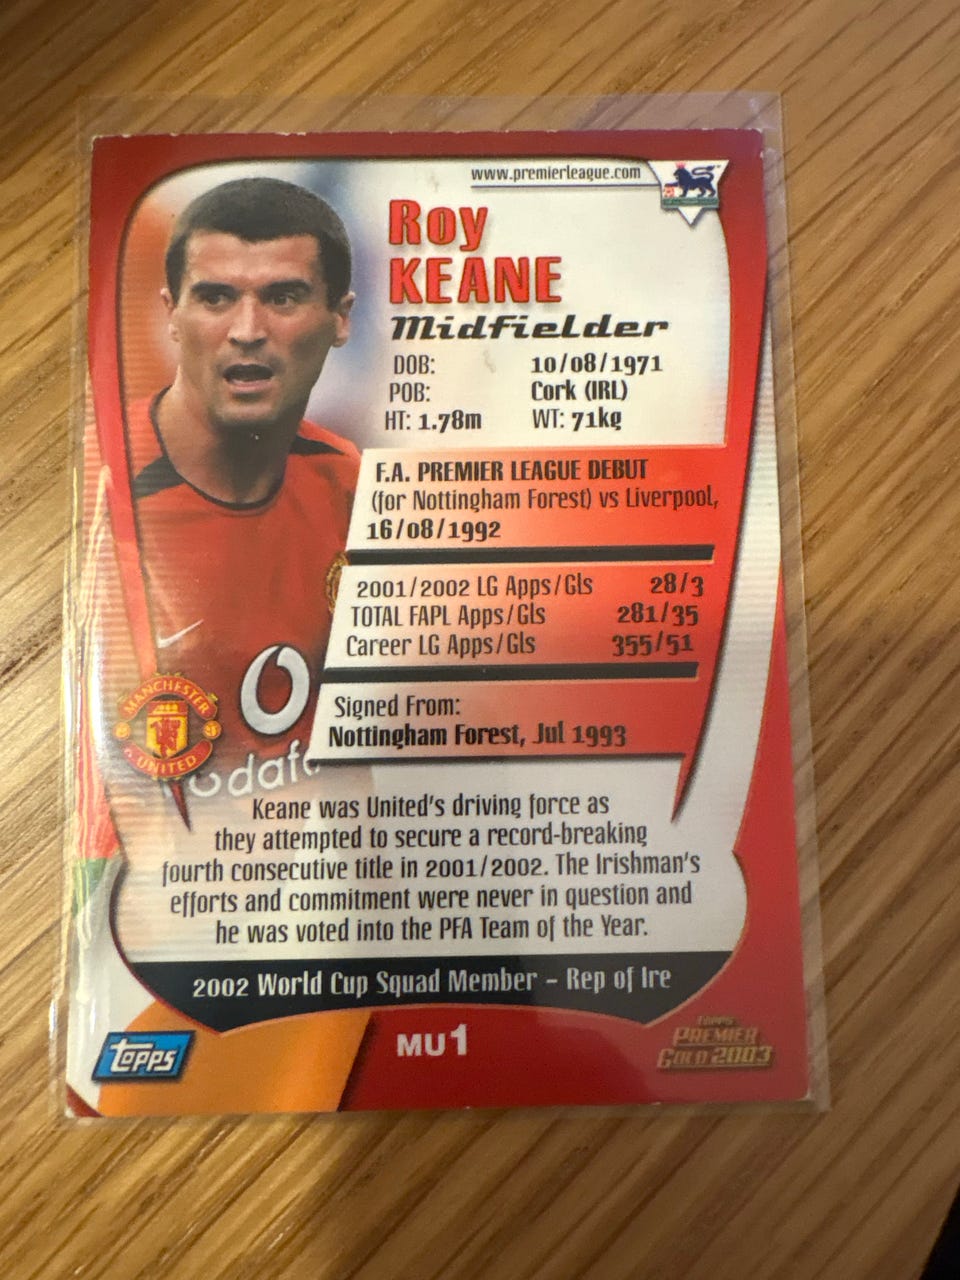 www.premierleague.com
Roy
KEANE
Midfielder
DOB: 10/08/1971
POB: Cork (IRL)
HT: 1.78m WT: 71kg
F.A. PREMIER LEAGUE DEBUT
(for Nottingham Forest) vs Liverpool,
16/08/1992
2001/2002 LG Apps/Gls 28/3
TOTAL FAPL Apps/Gls 281/35
Career LG Apps/Gls 355/51
Signed From:
Nottingham Forest, Jul 1993
MANCHESTER
UNITED
vodafo
Keane was United's driving force as
they attempted to secure a record-breaking
fourth consecutive title in 2001/2002. The Irishman's
efforts and commitment were never in question and
he was voted into the PFA Team of the Year.
2002 World Cup Squad Member – Rep of Ire
Topps
MU1
Topps
PREMIER
GOLD 2003